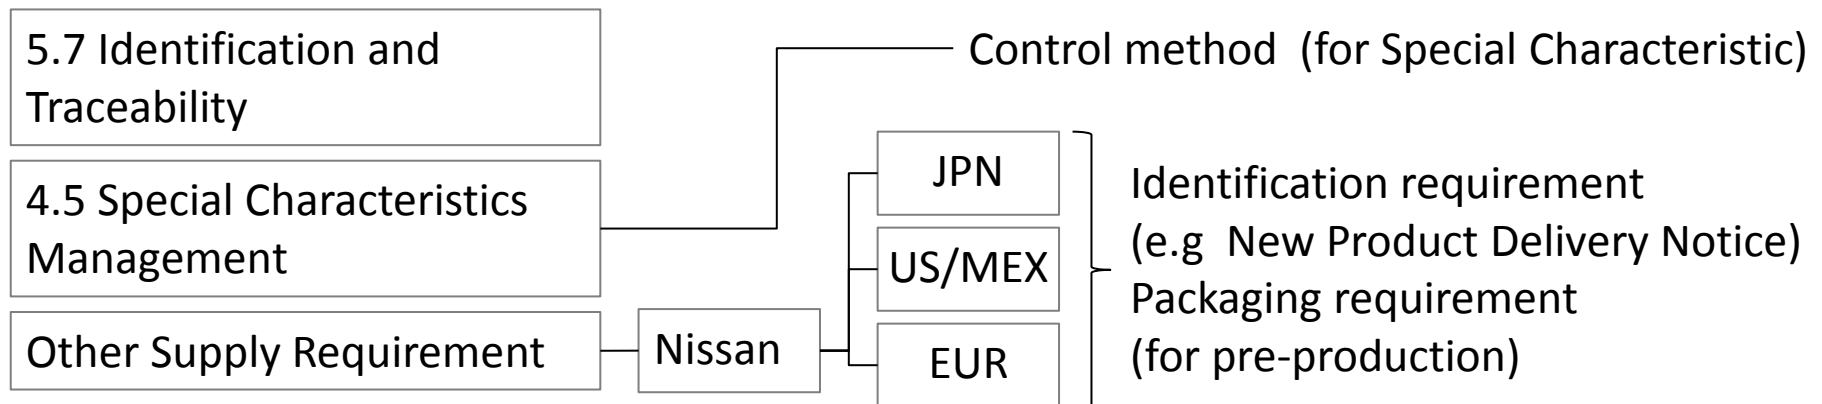 5.7 Identification and
Traceability
Control method  (for Special Characteristic)
4.5 Special Characteristics
Management
Other Supply Requirement
Nissan
JPN
US/MEX
EUR
Identification requirement
(e.g  New Product Delivery Notice)
Packaging requirement
(for pre-production)